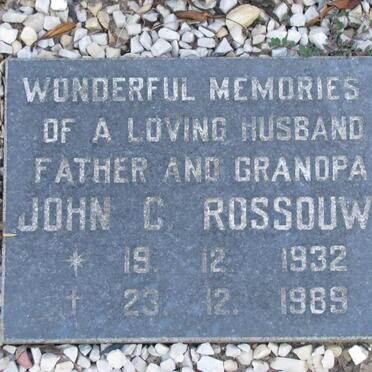 WONDERFUL MEMORIES
OF A LOVING HUSBAND
FATHER AND GRANDPA
JOHN C. ROSSOUW
* 19. 12. 1932
† 23. 12. 1989